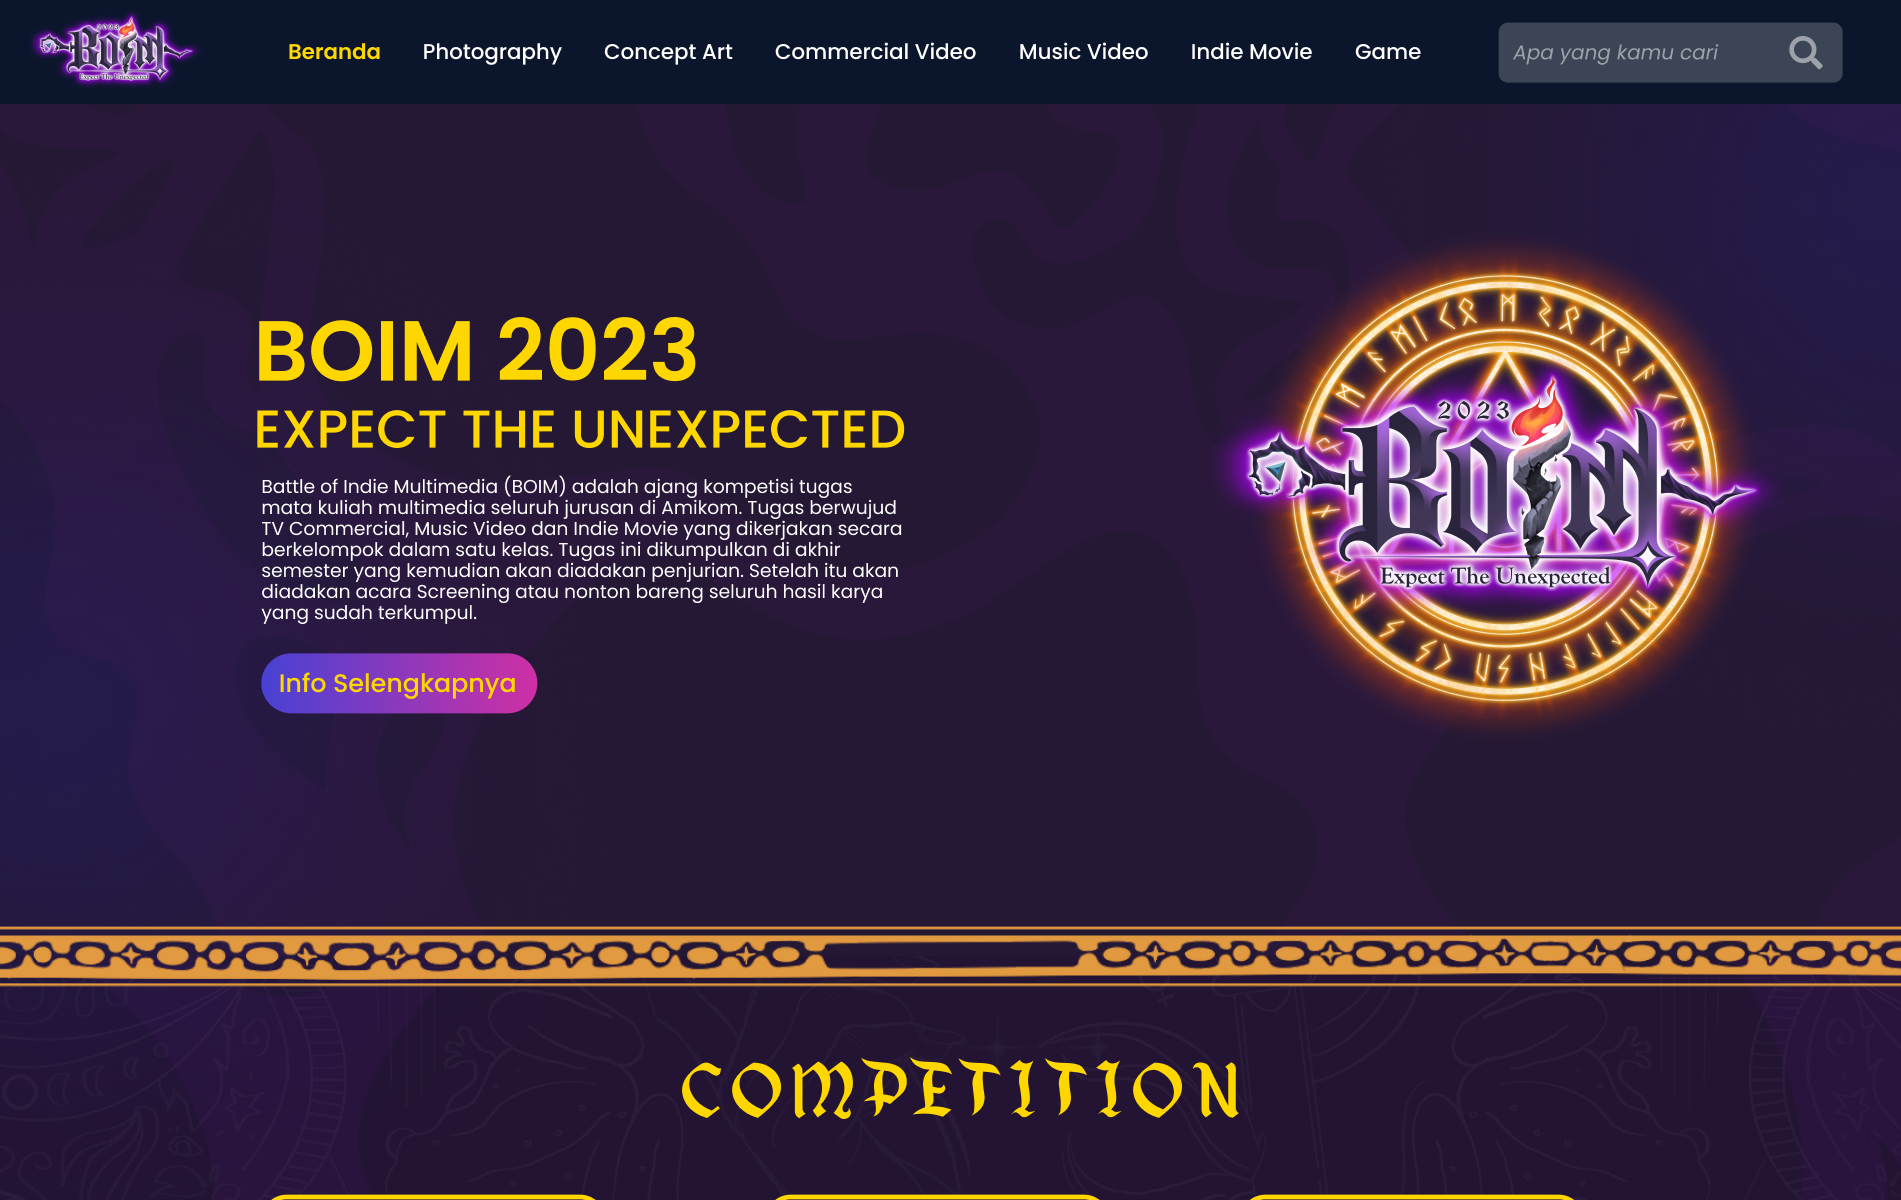 2023
BOIM
Expect The Unexpected
Beranda
Photography
Concept Art
Commercial Video
Music Video
Indie Movie
Game
Apa yang kamu cari
BOIM 2023
EXPECT THE UNEXPECTED
Battle of Indie Multimedia (BOIM) adalah ajang kompetisi tugas
mata kuliah multimedia seluruh jurusan di Amikom. Tugas berwujud
TV Commercial, Music Video dan Indie Movie yang dikerjakan secara
berkelompok dalam satu kelas. Tugas ini dikumpulkan di akhir
semester yang kemudian akan diadakan penjurian. Setelah itu akan
diadakan acara Screening atau nonton bareng seluruh hasil karya
yang sudah terkumpul.
Info Selengkapnya
2023
BOIM
Expect The Unexpected
COMPETITION